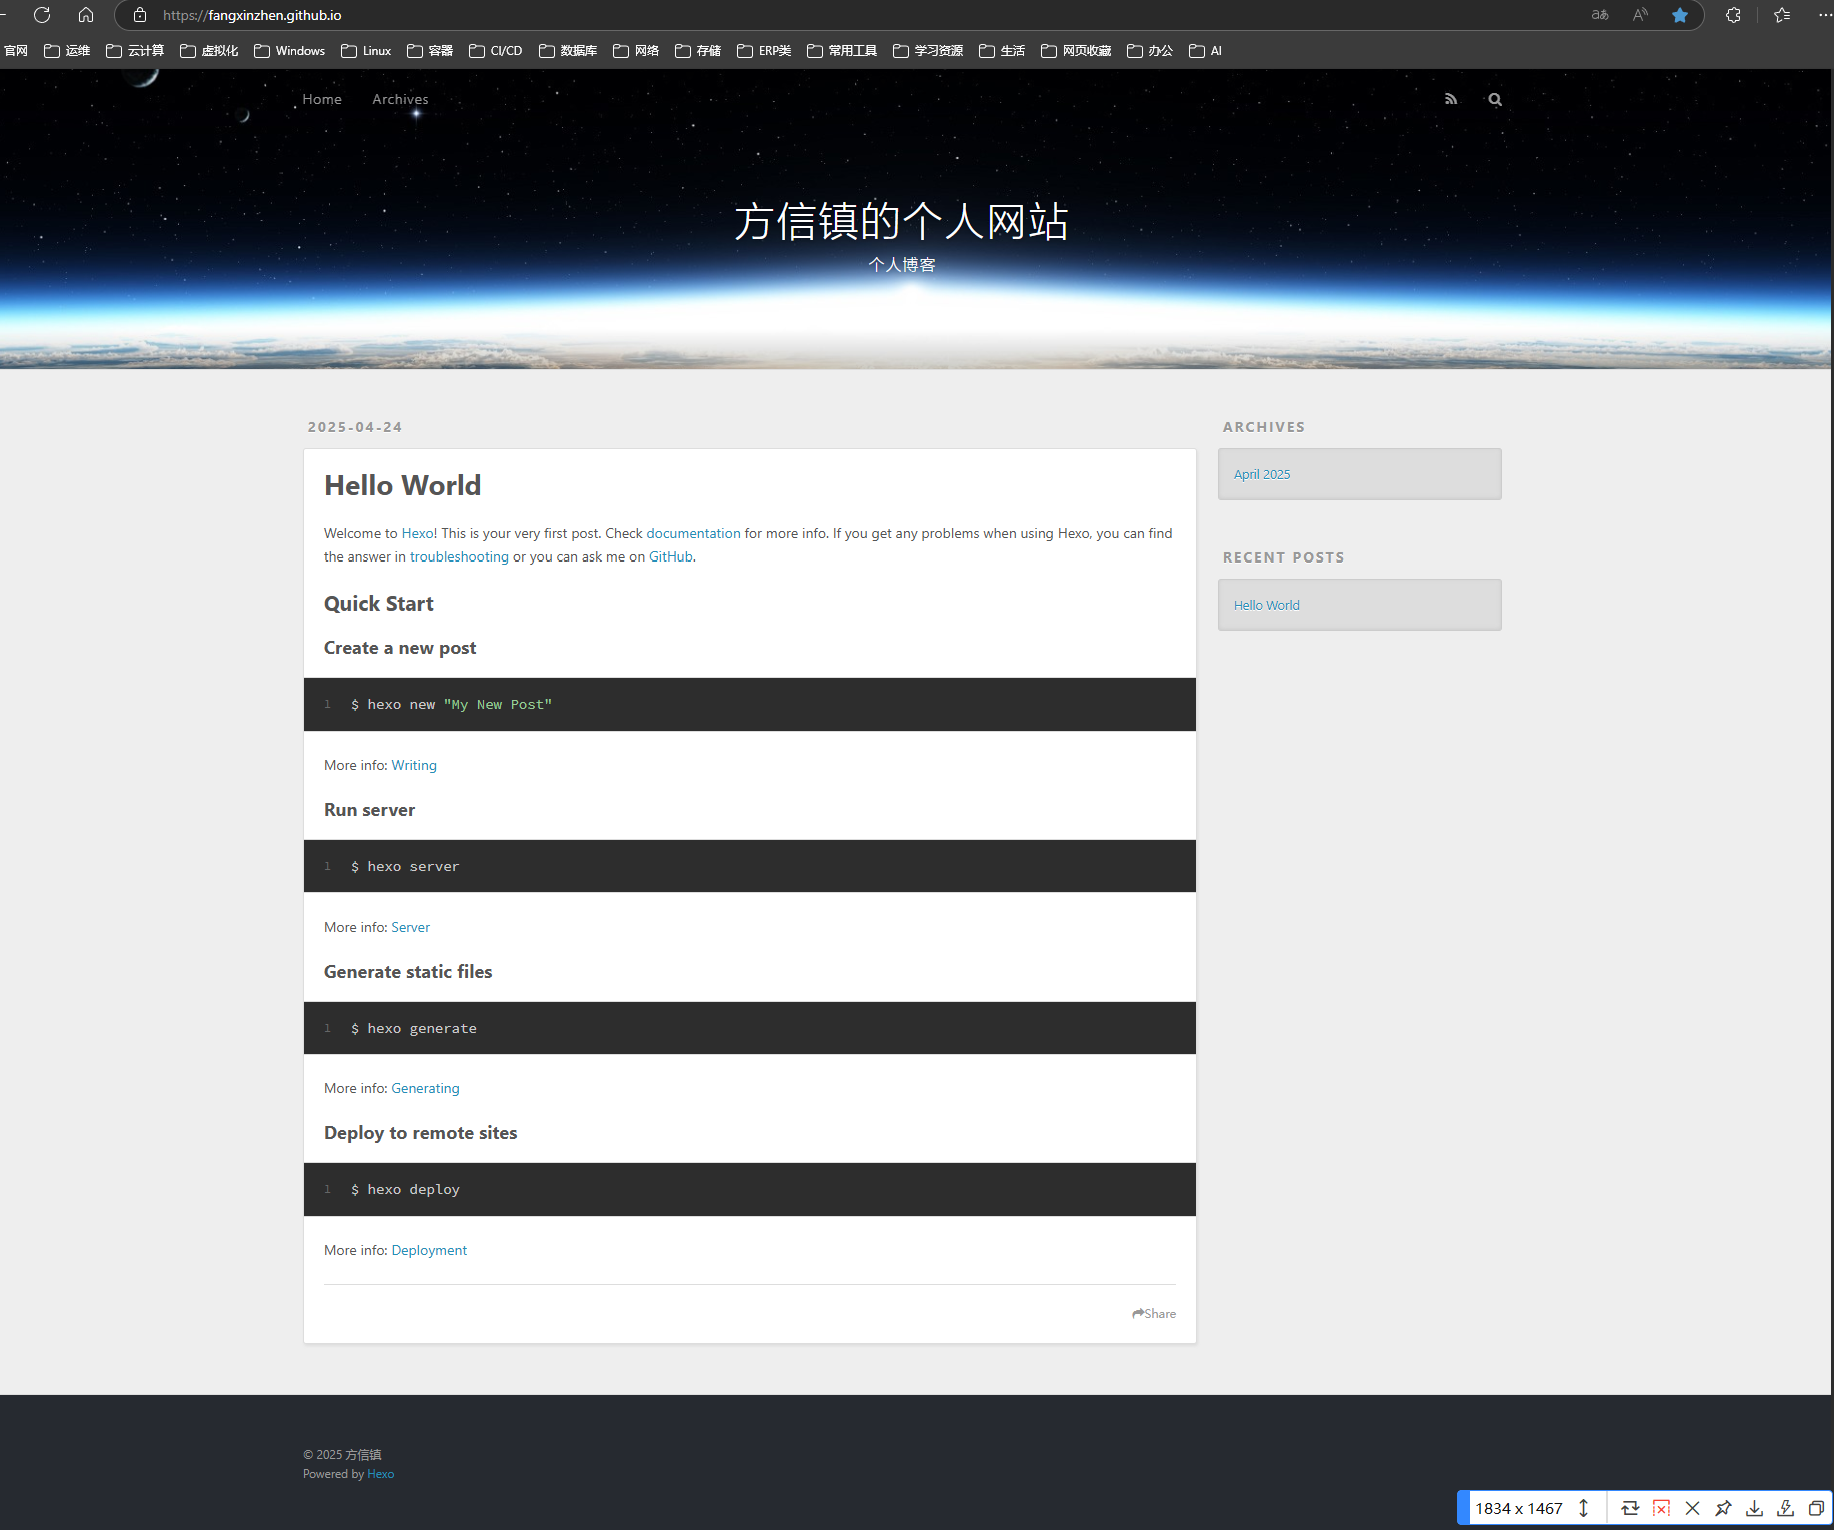 https://fangxinzhen.github.io
官网 运维 云计算 虚拟化 Windows Linux 容器 CI/CD 数据库 网络 存储 ERP类 常用工具 学习资源 生活 网页收藏 办公 AI
Home Archives
方信镇的个人网站
个人博客
2025-04-24
Hello World
Welcome to Hexo! This is your very first post. Check documentation for more info. If you get any problems when using Hexo, you can find
the answer in troubleshooting or you can ask me on GitHub.
Quick Start
Create a new post
1 $ hexo new "My New Post"
More info: Writing
Run server
1 $ hexo server
More info: Server
Generate static files
1 $ hexo generate
More info: Generating
Deploy to remote sites
1 $ hexo deploy
More info: Deployment
Share
ARCHIVES
April 2025
RECENT POSTS
Hello World
© 2025 方信镇
Powered by Hexo
1834 x 1467